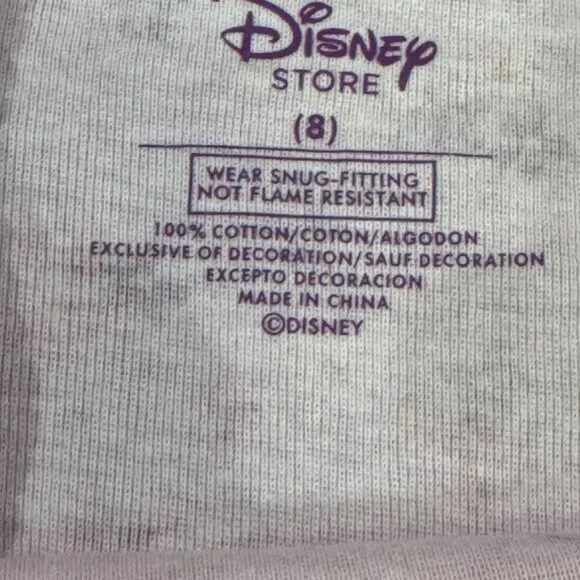 Disney
STORE
(8)
WEAR SNUG-FITTING
NOT FLAME RESISTANT
100% COTTON/COTON/ALGODON
EXCLUSIVE OF DECORATION/SAUF DECORATION
EXCEPTO DECORACION
MADE IN CHINA
©DISNEY